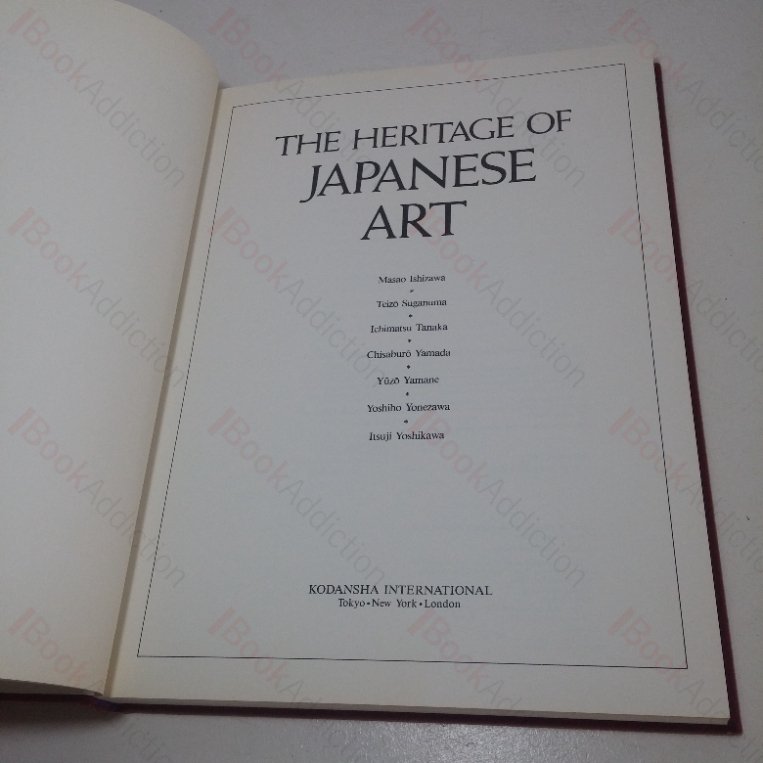 THE HERITAGE OF
JAPANESE
ART
Masao Ishizawa
Teizō Suganuma
Ichimatsu Tanaka
Chisaburō Yamada
Yūzō Yamane
Yoshiho Yonezawa
Itsuji Yoshikawa
KODANSHA INTERNATIONAL
Tokyo•New York•London
BookAddiction